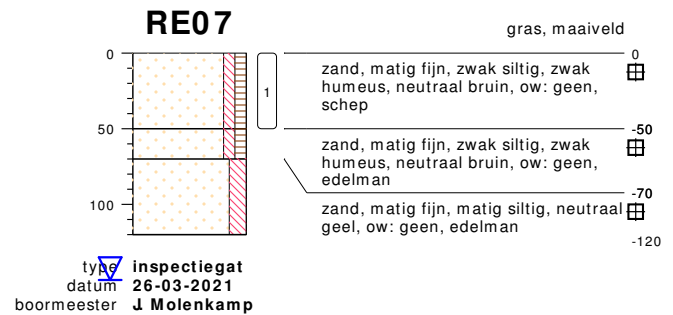 RE07
gras, maaiveld
0
0
zand, matig fijn, zwak siltig, zwak
humeus, neutraal bruin, ow: geen,
schep
1
50
-50
zand, matig fijn, zwak siltig, zwak
humeus, neutraal bruin, ow: geen,
edelman
-70
100
zand, matig fijn, matig siltig, neutraal
geel, ow: geen, edelman
-120
type inspectiegat
datum 26-03-2021
boormeester J. Molenkamp